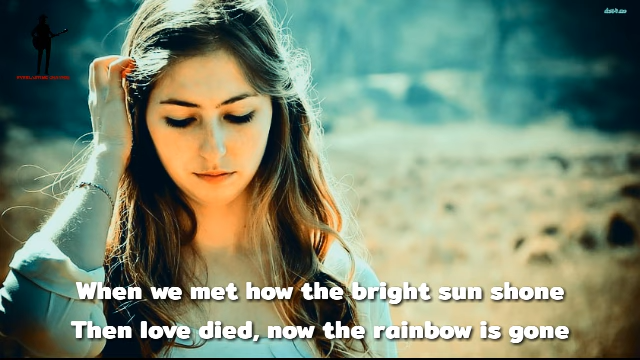 When we met how the bright sun shone
Then love died, now the rainbow is gone